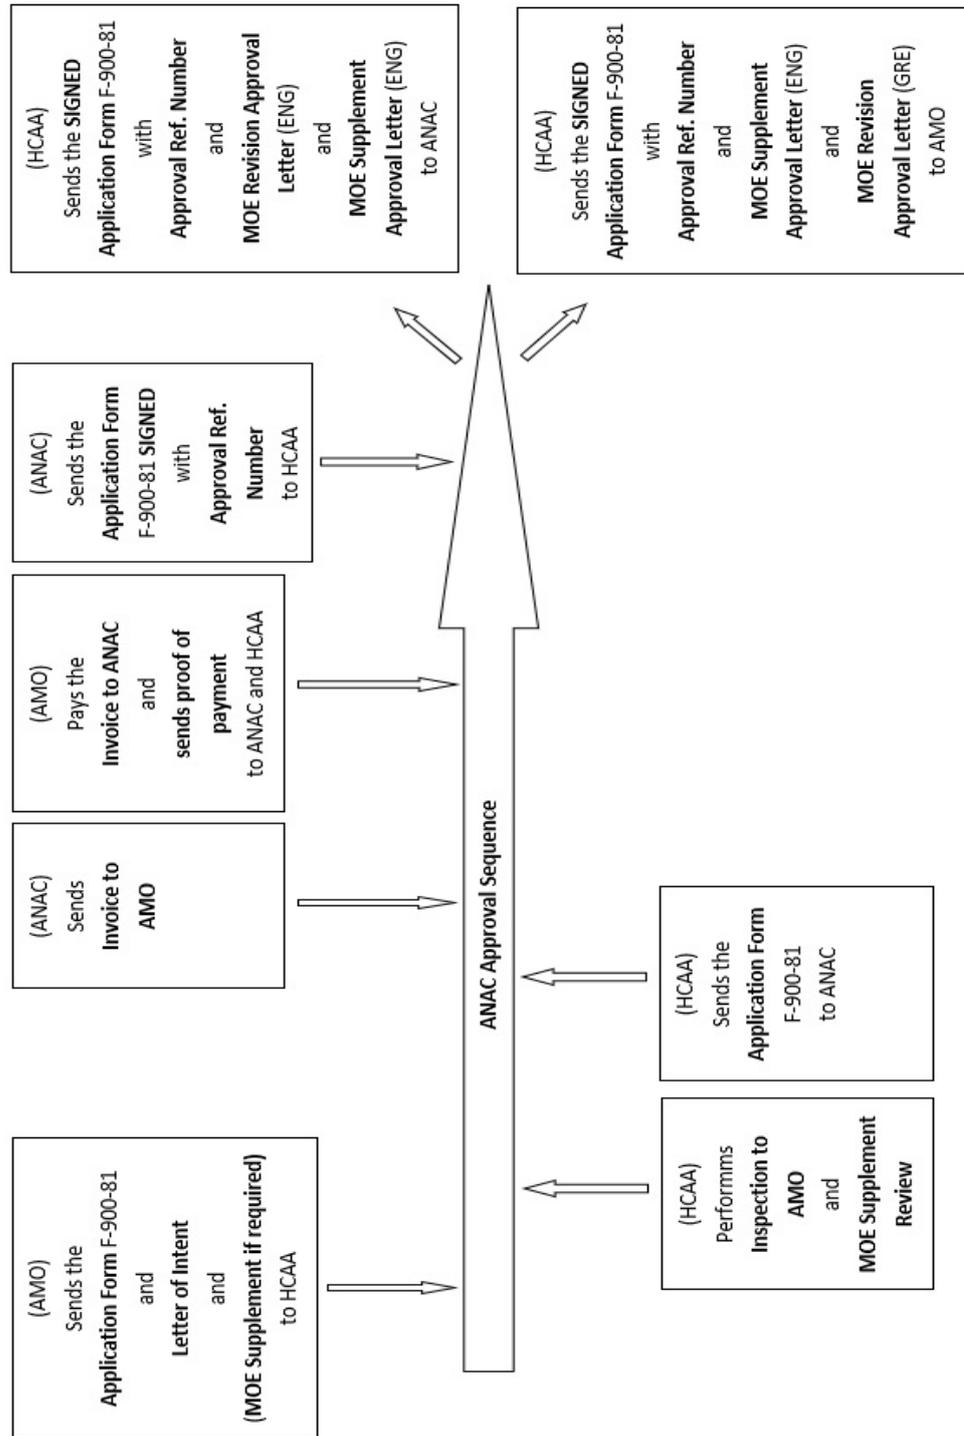 (AMO)
Sends the
Application Form F-900-81
and
Letter of Intent
and
(MOE Supplement if required)
to HCAA
(HCAA)
Performms
Inspection to
AMO
and
MOE Supplement
Review
(HCAA)
Sends the
Application Form
F-900-81
to ANAC
(ANAC)
Sends
Invoice to
AMO
(AMO)
Pays the
Invoice to ANAC
and
sends proof of
payment
to ANAC and HCAA
(ANAC)
Sends the
Application Form
F-900-81 SIGNED
with
Approval Ref.
Number
to HCAA
(HCAA)
Sends the SIGNED
Application Form F-900-81
with
Approval Ref. Number
and
MOE Revision Approval
Letter (ENG)
and
MOE Supplement
Approval Letter (ENG)
to ANAC
(HCAA)
Sends the SIGNED
Application Form F-900-81
with
Approval Ref. Number
and
MOE Supplement
Approval Letter (ENG)
and
MOE Revision
Approval Letter (GRE)
to AMO
ANAC Approval Sequence